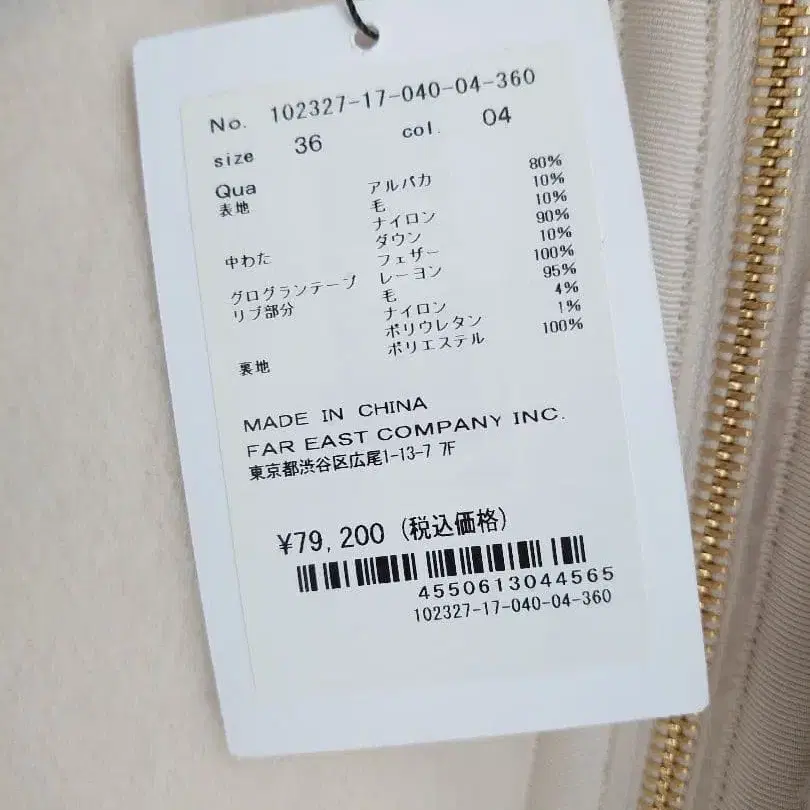 No. 102327-17-040-04-360
size 36 col. 04
Qua
表地 アルパカ 80%
毛 10%
ナイロン 10%
中わた ダウン 90%
フェザー 10%
グログランテープ レーヨン 100%
リブ部分 毛 95%
ナイロン 4%
ポリウレタン 1%
裏地 ポリエステル 100%
MADE IN CHINA
FAR EAST COMPANY INC.
東京都渋谷区広尾1-13-7 7F
¥79,200 (税込価格)
4550613044565
102327-17-040-04-360